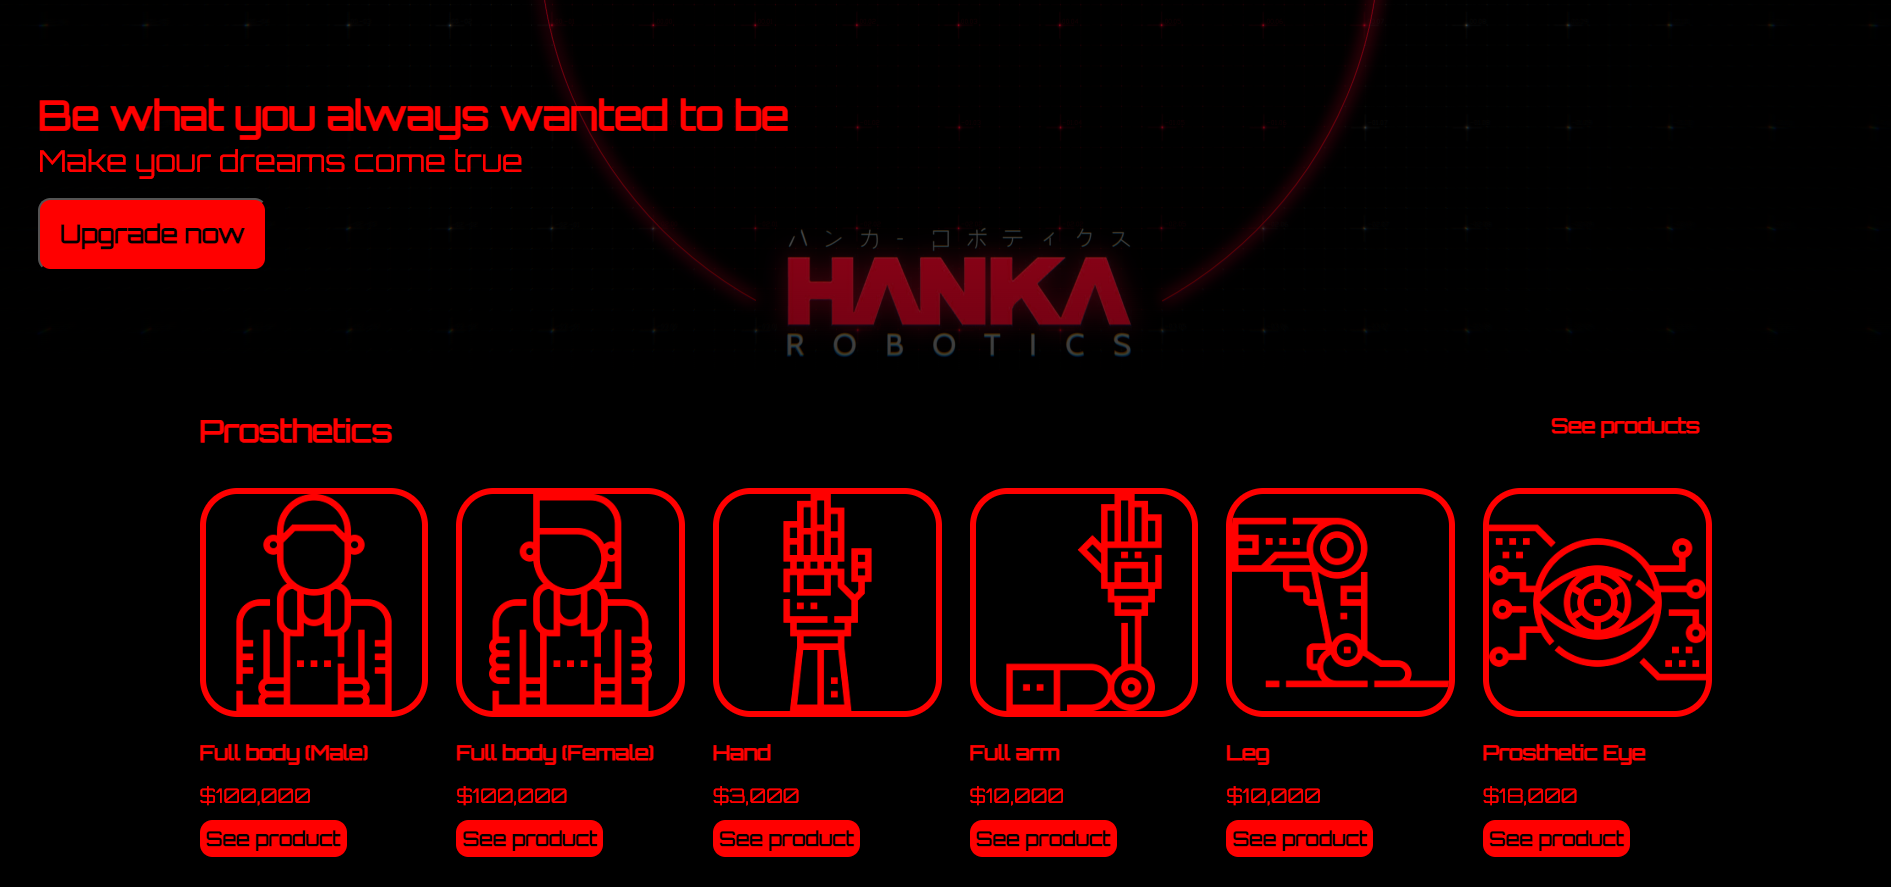 Be what you always wanted to be
Make your dreams come true
Upgrade now
ハンカ-ロボティクス
HANKA
ROBOTICS
Prosthetics
See products
Full body (Male)
$100,000
See product
Full body (Female)
$100,000
See product
Hand
$3,000
See product
Full arm
$10,000
See product
Leg
$10,000
See product
Prosthetic Eye
$18,000
See product